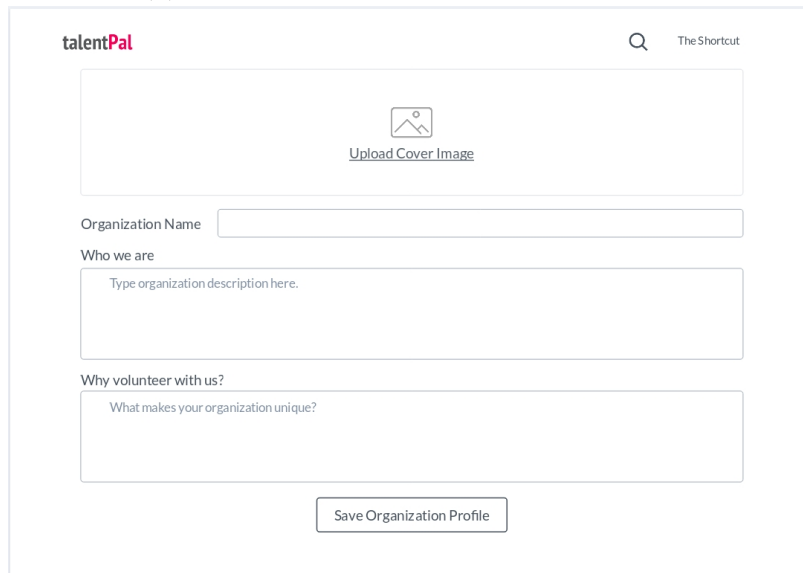 talentPal
The Shortcut
Upload Cover Image
Organization Name
Who we are
Type organization description here.
Why volunteer with us?
What makes your organization unique?
Save Organization Profile